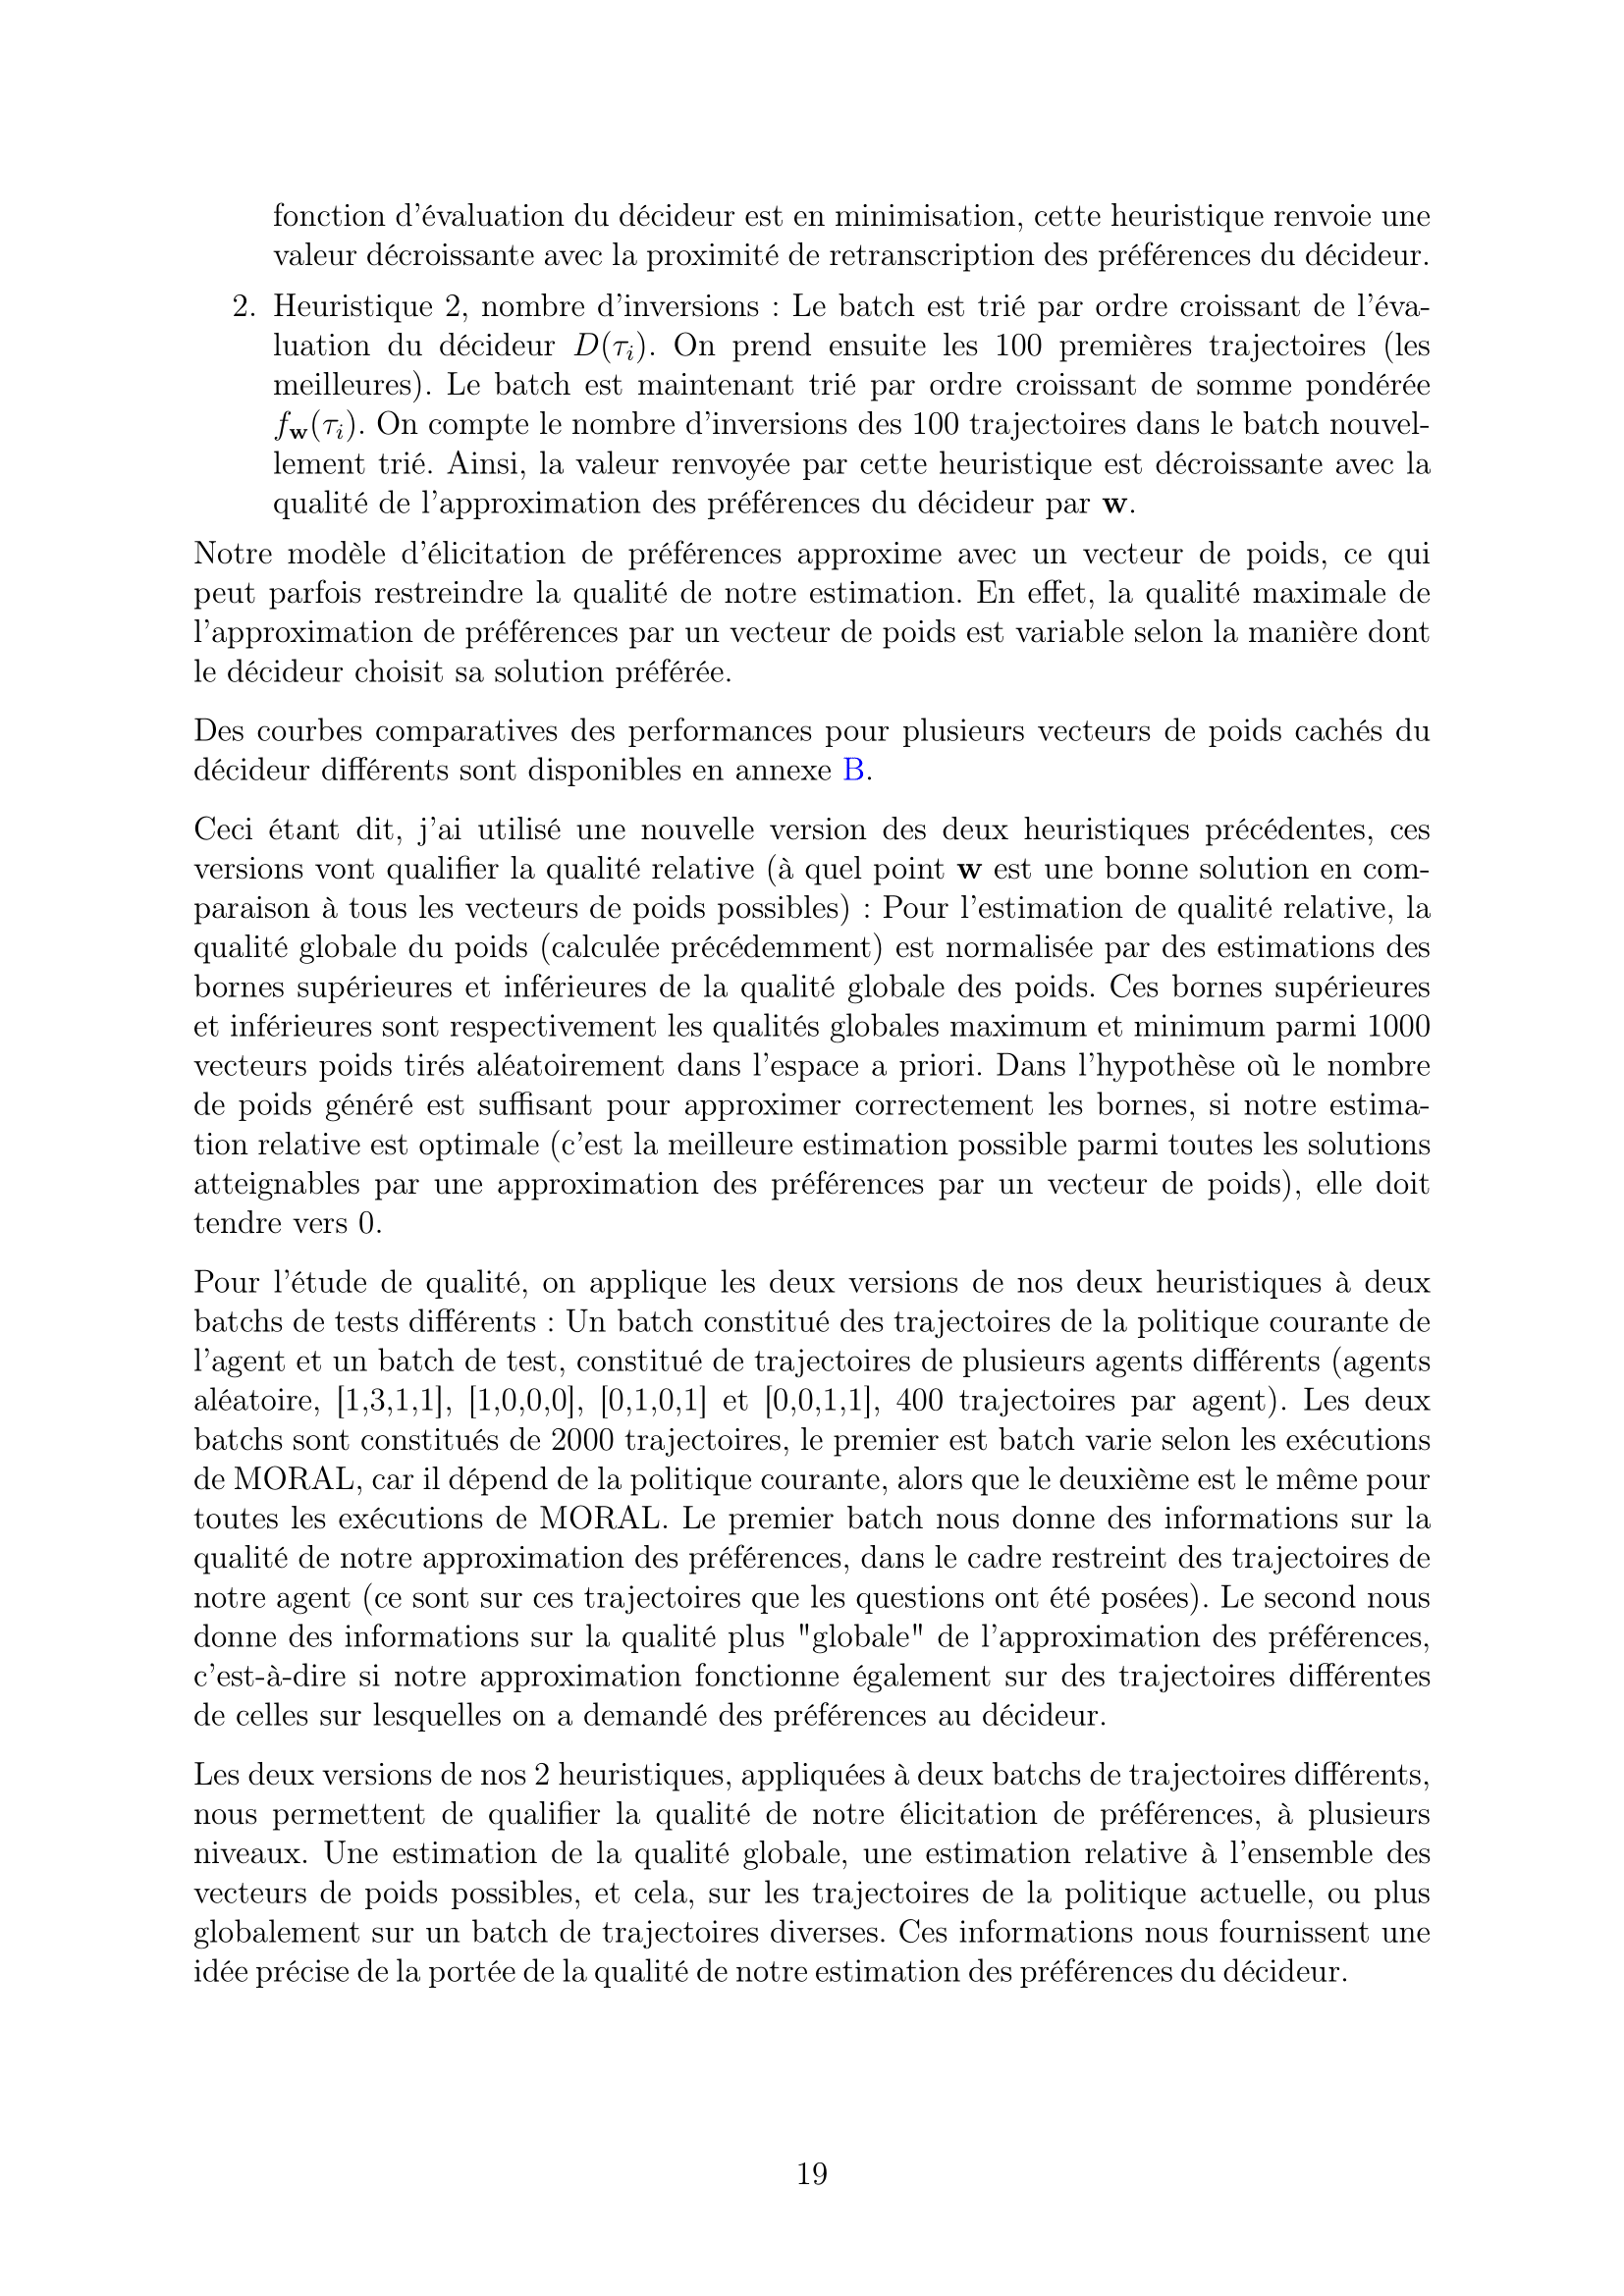 fonction d'évaluation du décideur est en minimisation, cette heuristique renvoie une
valeur décroissante avec la proximité de retranscription des préférences du décideur.
2. Heuristique 2, nombre d'inversions : Le batch est trié par ordre croissant de l'éva-
luation du décideur D(τᵢ). On prend ensuite les 100 premières trajectoires (les
meilleures). Le batch est maintenant trié par ordre croissant de somme pondérée
f_w(τᵢ). On compte le nombre d'inversions des 100 trajectoires dans le batch nouvel-
lement trié. Ainsi, la valeur renvoyée par cette heuristique est décroissante avec la
qualité de l'approximation des préférences du décideur par w.
Notre modèle d'élicitation de préférences approxime avec un vecteur de poids, ce qui
peut parfois restreindre la qualité de notre estimation. En effet, la qualité maximale de
l'approximation de préférences par un vecteur de poids est variable selon la manière dont
le décideur choisit sa solution préférée.
Des courbes comparatives des performances pour plusieurs vecteurs de poids cachés du
décideur différents sont disponibles en annexe B.
Ceci étant dit, j'ai utilisé une nouvelle version des deux heuristiques précédentes, ces
versions vont qualifier la qualité relative (à quel point w est une bonne solution en com-
paraison à tous les vecteurs de poids possibles) : Pour l'estimation de qualité relative, la
qualité globale du poids (calculée précédemment) est normalisée par des estimations des
bornes supérieures et inférieures de la qualité globale des poids. Ces bornes supérieures
et inférieures sont respectivement les qualités globales maximum et minimum parmi 1000
vecteurs poids tirés aléatoirement dans l'espace a priori. Dans l'hypothèse où le nombre
de poids généré est suffisant pour approximer correctement les bornes, si notre estima-
tion relative est optimale (c'est la meilleure estimation possible parmi toutes les solutions
atteignables par une approximation des préférences par un vecteur de poids), elle doit
tendre vers 0.
Pour l'étude de qualité, on applique les deux versions de nos deux heuristiques à deux
batchs de tests différents : Un batch constitué des trajectoires de la politique courante de
l'agent et un batch de test, constitué de trajectoires de plusieurs agents différents (agents
aléatoire, [1,3,1,1], [1,0,0,0], [0,1,0,1] et [0,0,1,1], 400 trajectoires par agent). Les deux
batchs sont constitués de 2000 trajectoires, le premier est batch varie selon les exécutions
de MORAL, car il dépend de la politique courante, alors que le deuxième est le même pour
toutes les exécutions de MORAL. Le premier batch nous donne des informations sur la
qualité de notre approximation des préférences, dans le cadre restreint des trajectoires de
notre agent (ce sont sur ces trajectoires que les questions ont été posées). Le second nous
donne des informations sur la qualité plus "globale" de l'approximation des préférences,
c'est-à-dire si notre approximation fonctionne également sur des trajectoires différentes
de celles sur lesquelles on a demandé des préférences au décideur.
Les deux versions de nos 2 heuristiques, appliquées à deux batchs de trajectoires différents,
nous permettent de qualifier la qualité de notre élicitation de préférences, à plusieurs
niveaux. Une estimation de la qualité globale, une estimation relative à l'ensemble des
vecteurs de poids possibles, et cela, sur les trajectoires de la politique actuelle, ou plus
globalement sur un batch de trajectoires diverses. Ces informations nous fournissent une
idée précise de la portée de la qualité de notre estimation des préférences du décideur.
19